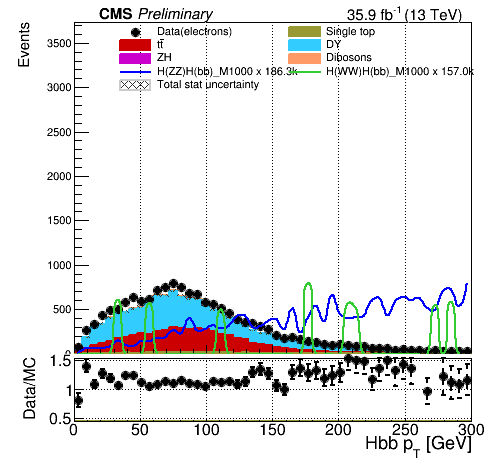 CMS Preliminary 35.9 fb⁻¹ (13 TeV)
Data(electrons) Single top
tt̄ DY
ZH Dibosons
H(ZZ)H(bb)_M1000 x 186.3k H(WW)H(bb)_M1000 x 157.0k
Total stat uncertainty
Events
3500
3000
2500
2000
1500
1000
500
0
Data/MC
1.5
1
0.5
0 50 100 150 200 250 300
Hbb p_T [GeV]